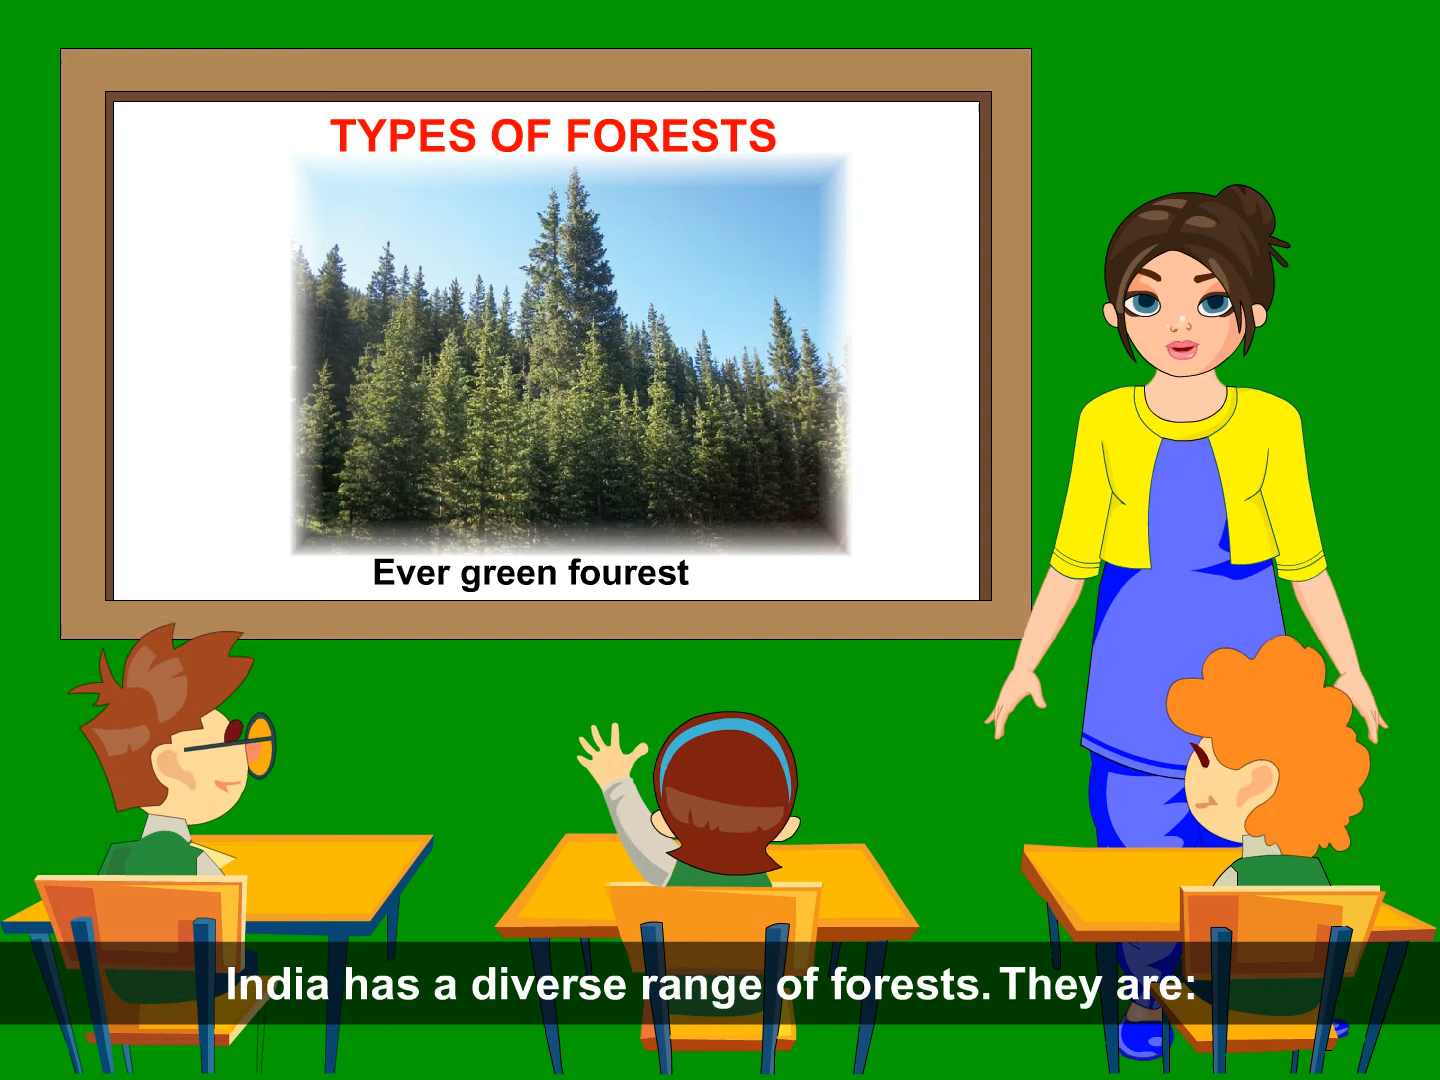 TYPES OF FORESTS
Ever green fourest
India has a diverse range of forests. They are: